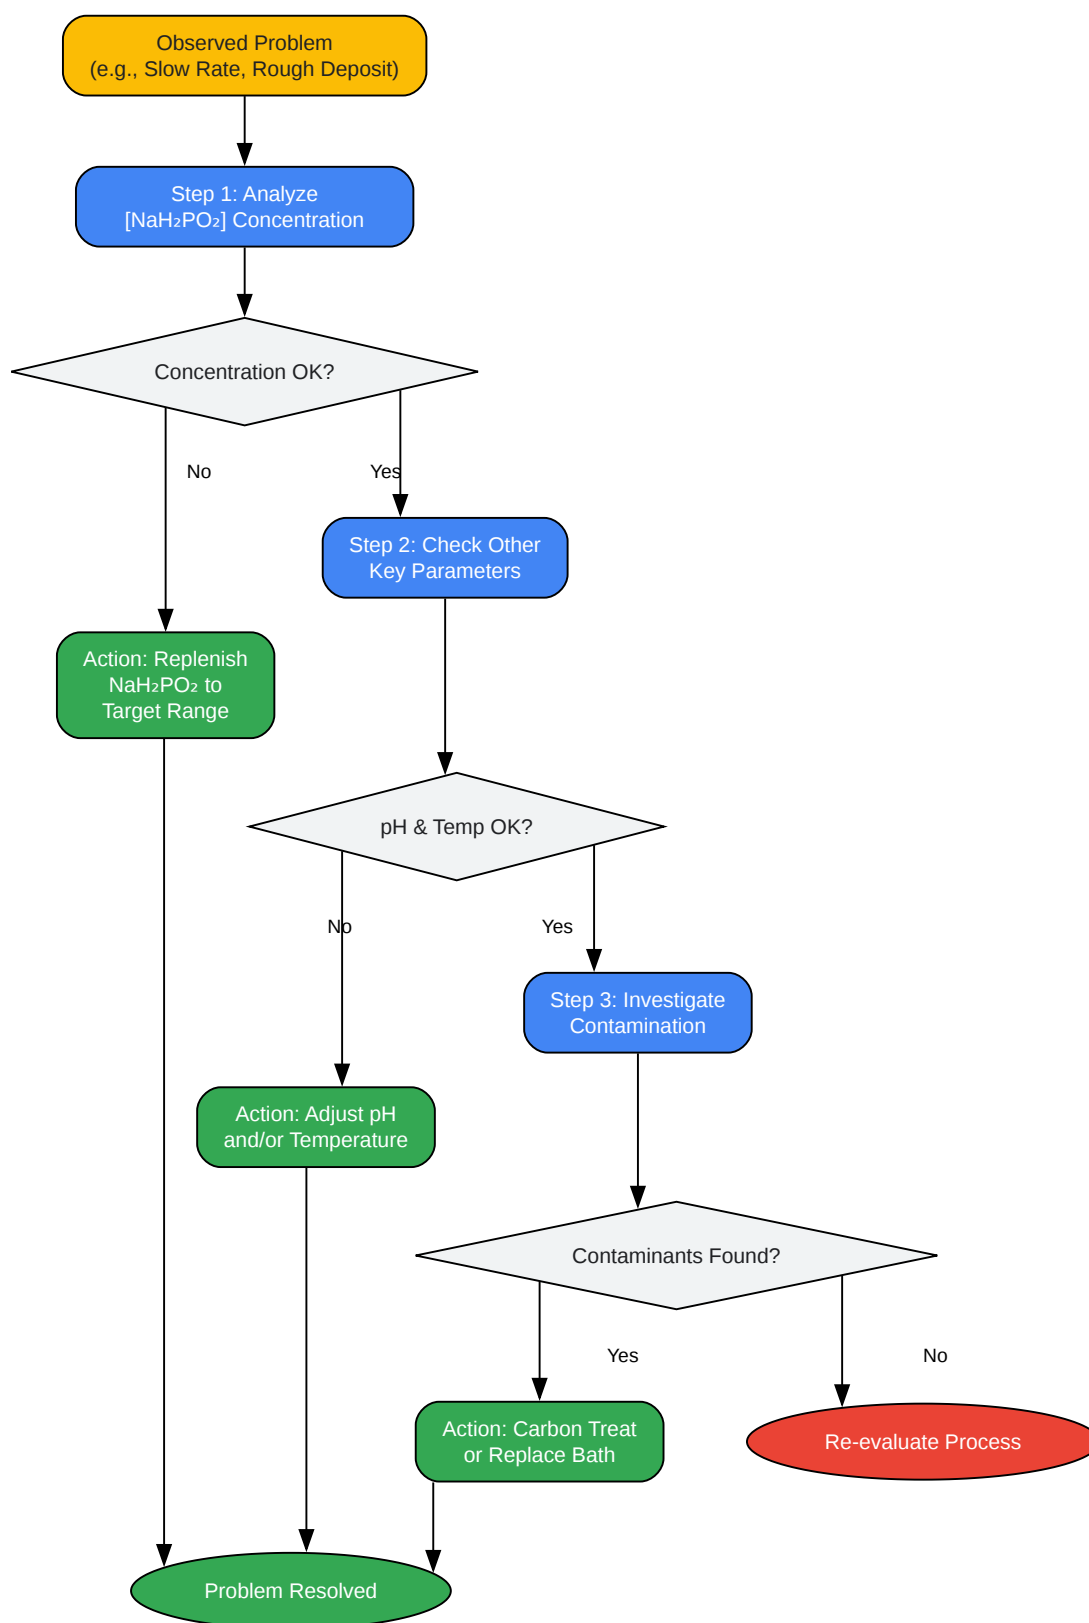 Observed Problem
(e.g., Slow Rate, Rough Deposit)
Step 1: Analyze
[NaH₂PO₂] Concentration
Concentration OK?
No
Yes
Step 2: Check Other
Key Parameters
Action: Replenish
NaH₂PO₂ to
Target Range
pH & Temp OK?
No
Yes
Step 3: Investigate
Contamination
Action: Adjust pH
and/or Temperature
Contaminants Found?
Yes
No
Action: Carbon Treat
or Replace Bath
Re-evaluate Process
Problem Resolved